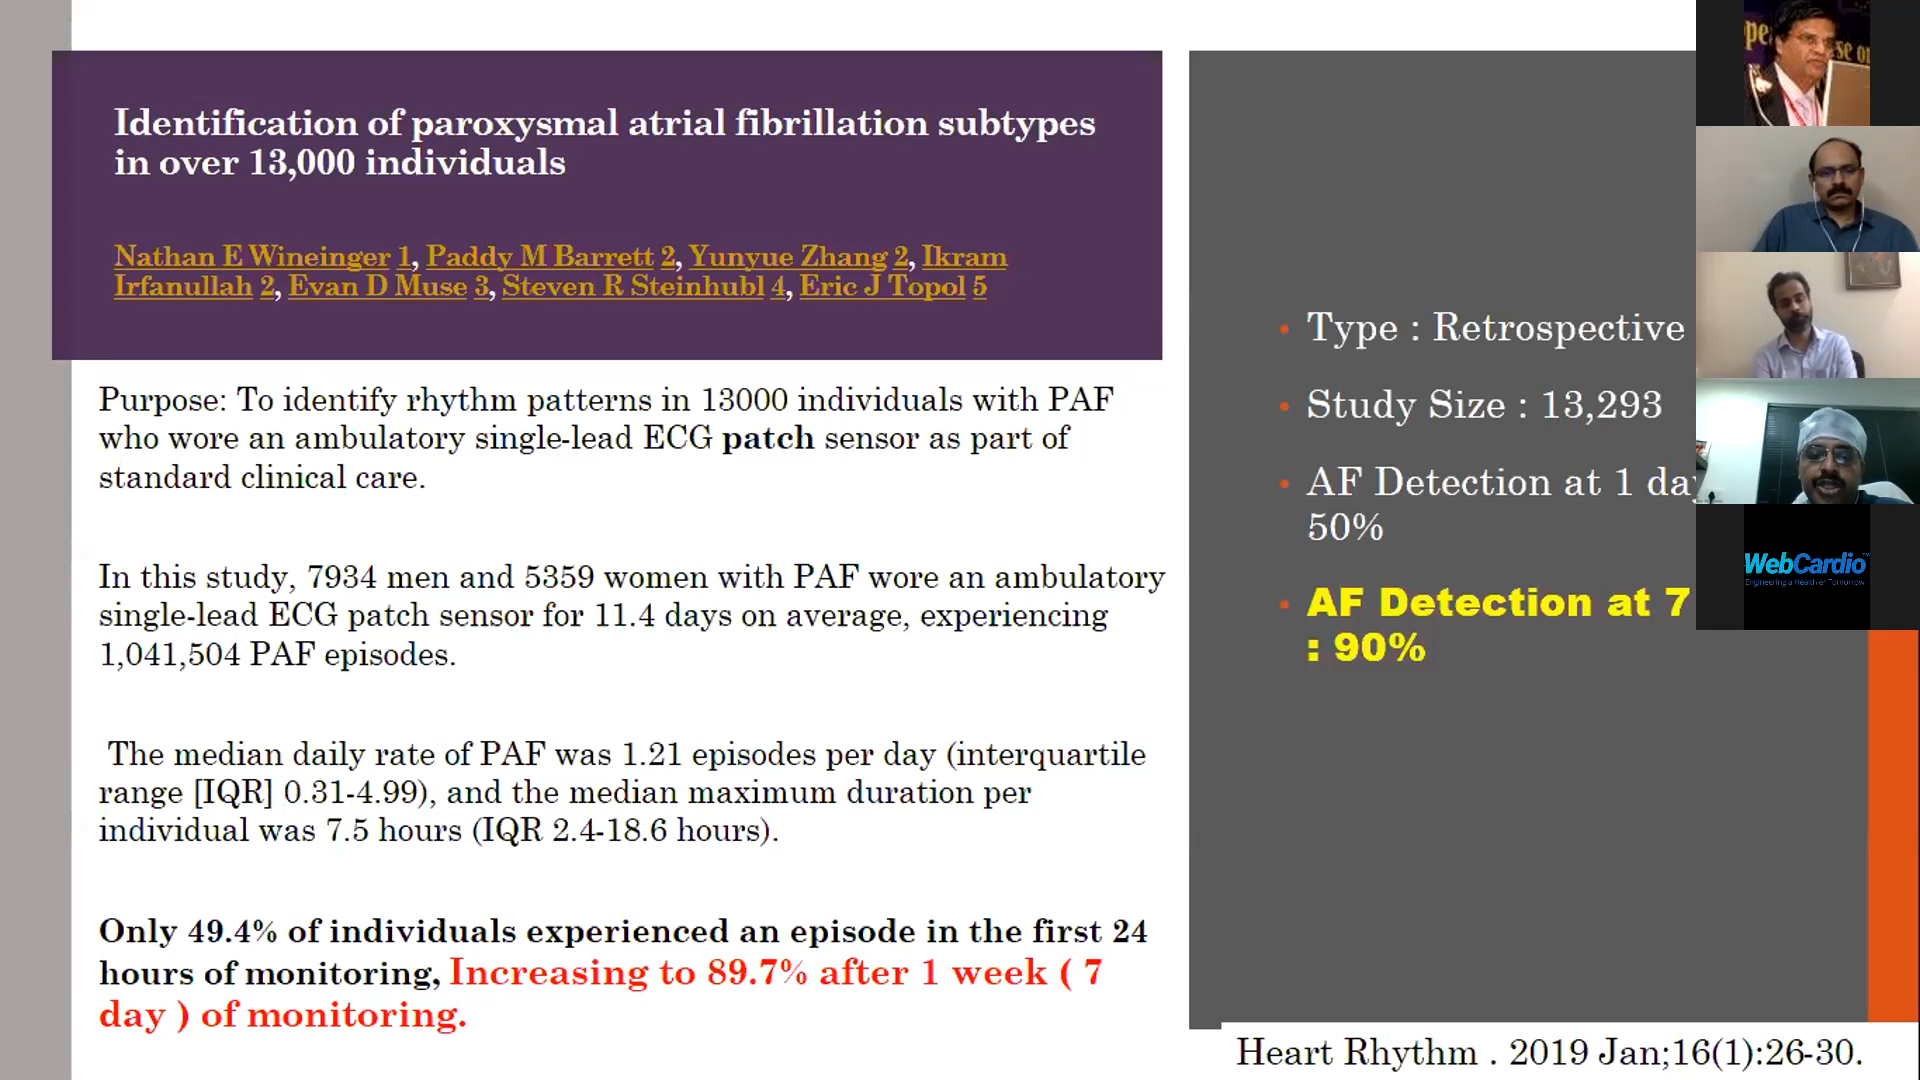 Identification of paroxysmal atrial fibrillation subtypes
in over 13,000 individuals
Nathan E Wineinger 1, Paddy M Barrett 2, Yunyue Zhang 2, Ikram
Irfanullah 2, Evan D Muse 3, Steven R Steinhubl 4, Eric J Topol 5
Purpose: To identify rhythm patterns in 13000 individuals with PAF
who wore an ambulatory single-lead ECG patch sensor as part of
standard clinical care.
In this study, 7934 men and 5359 women with PAF wore an ambulatory
single-lead ECG patch sensor for 11.4 days on average, experiencing
1,041,504 PAF episodes.
The median daily rate of PAF was 1.21 episodes per day (interquartile
range [IQR] 0.31-4.99), and the median maximum duration per
individual was 7.5 hours (IQR 2.4-18.6 hours).
Only 49.4% of individuals experienced an episode in the first 24
hours of monitoring, Increasing to 89.7% after 1 week ( 7
day ) of monitoring.
• Type : Retrospective
• Study Size : 13,293
• AF Detection at 1 day
50%
• AF Detection at 7
: 90%
Heart Rhythm . 2019 Jan;16(1):26-30.
WebCardio™
Engineering a Healthier Tomorrow